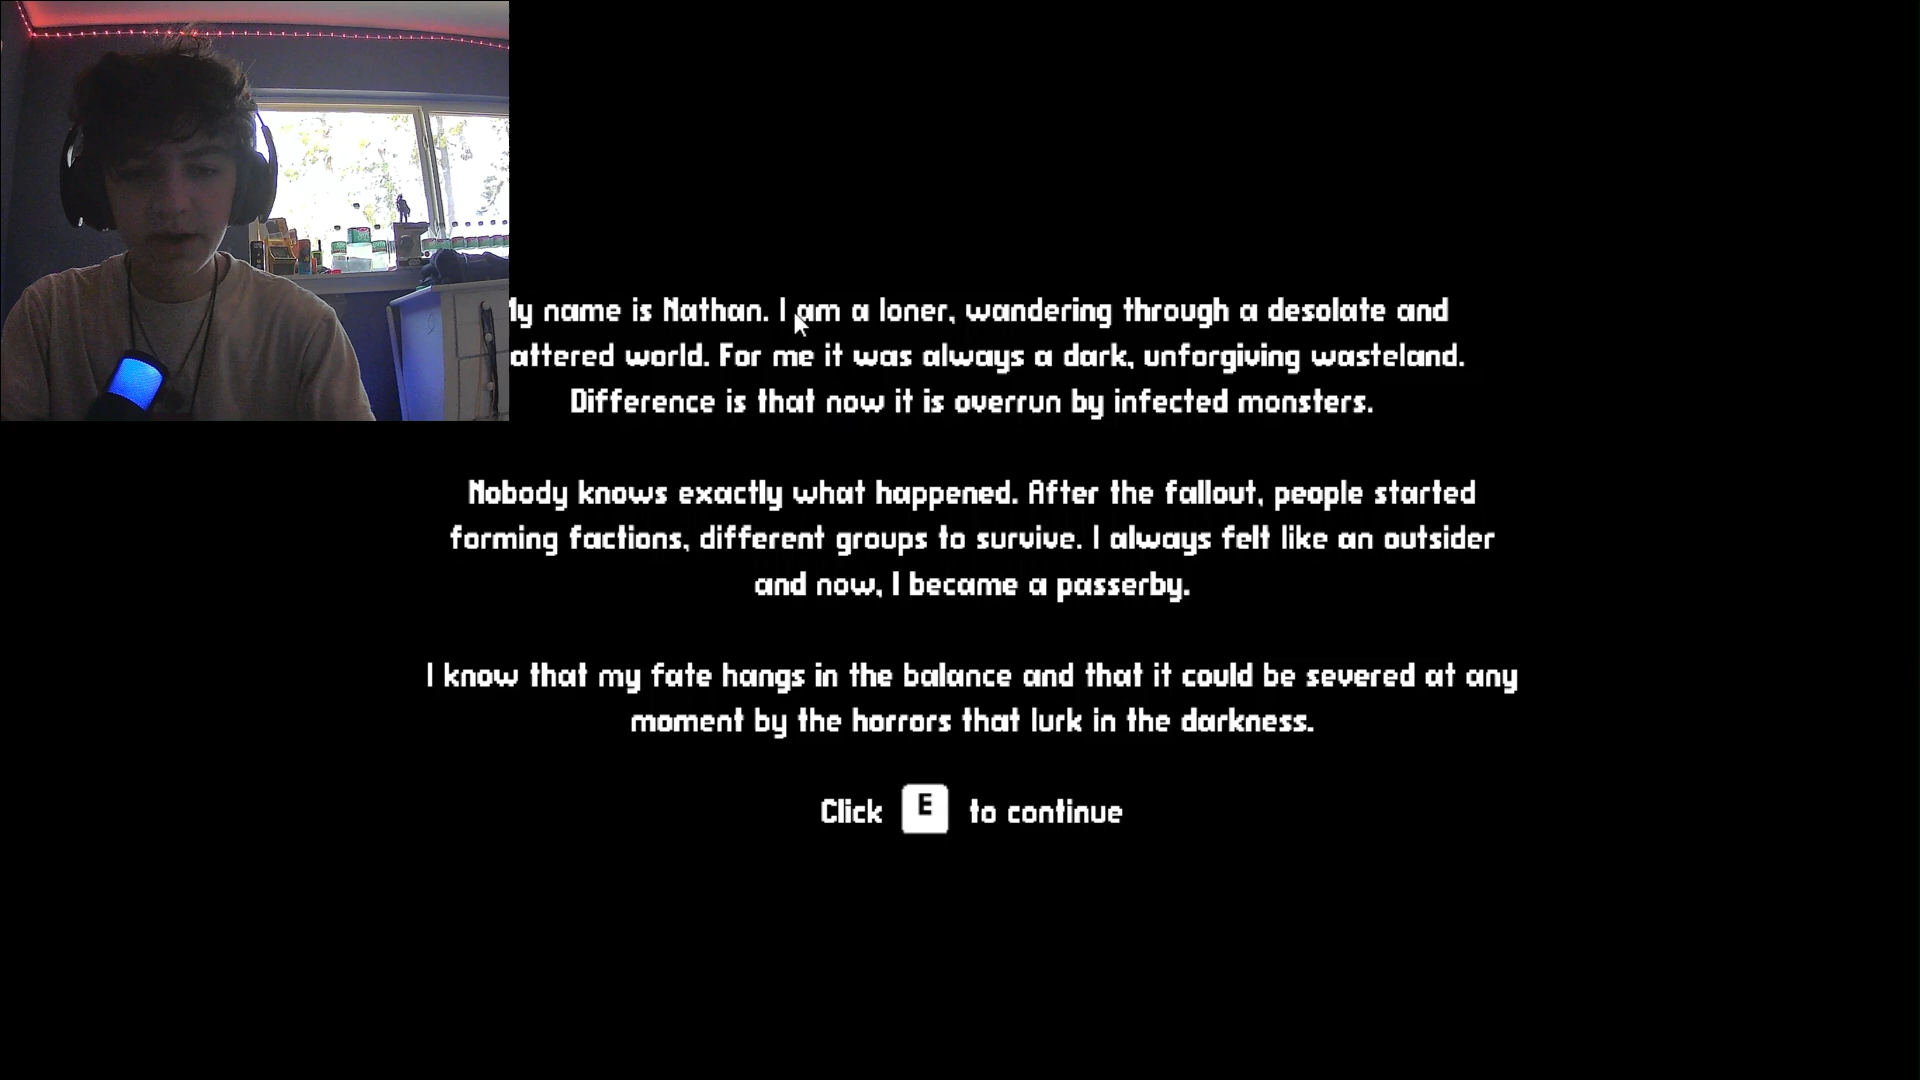 name is Nathan. I am a loner, wandering through a desolate and
world. For me it was always a dark, unforgiving wasteland.
Difference is that now it is overrun by infected monsters.
Nobody knows exactly what happened. After the fallout, people started
forming factions, different groups to survive. I always felt like an outsider
and now, I became a passerby.
I know that my fate hangs in the balance and that it could be severed at any
moment by the horrors that lurk in the darkness.
Click E to continue